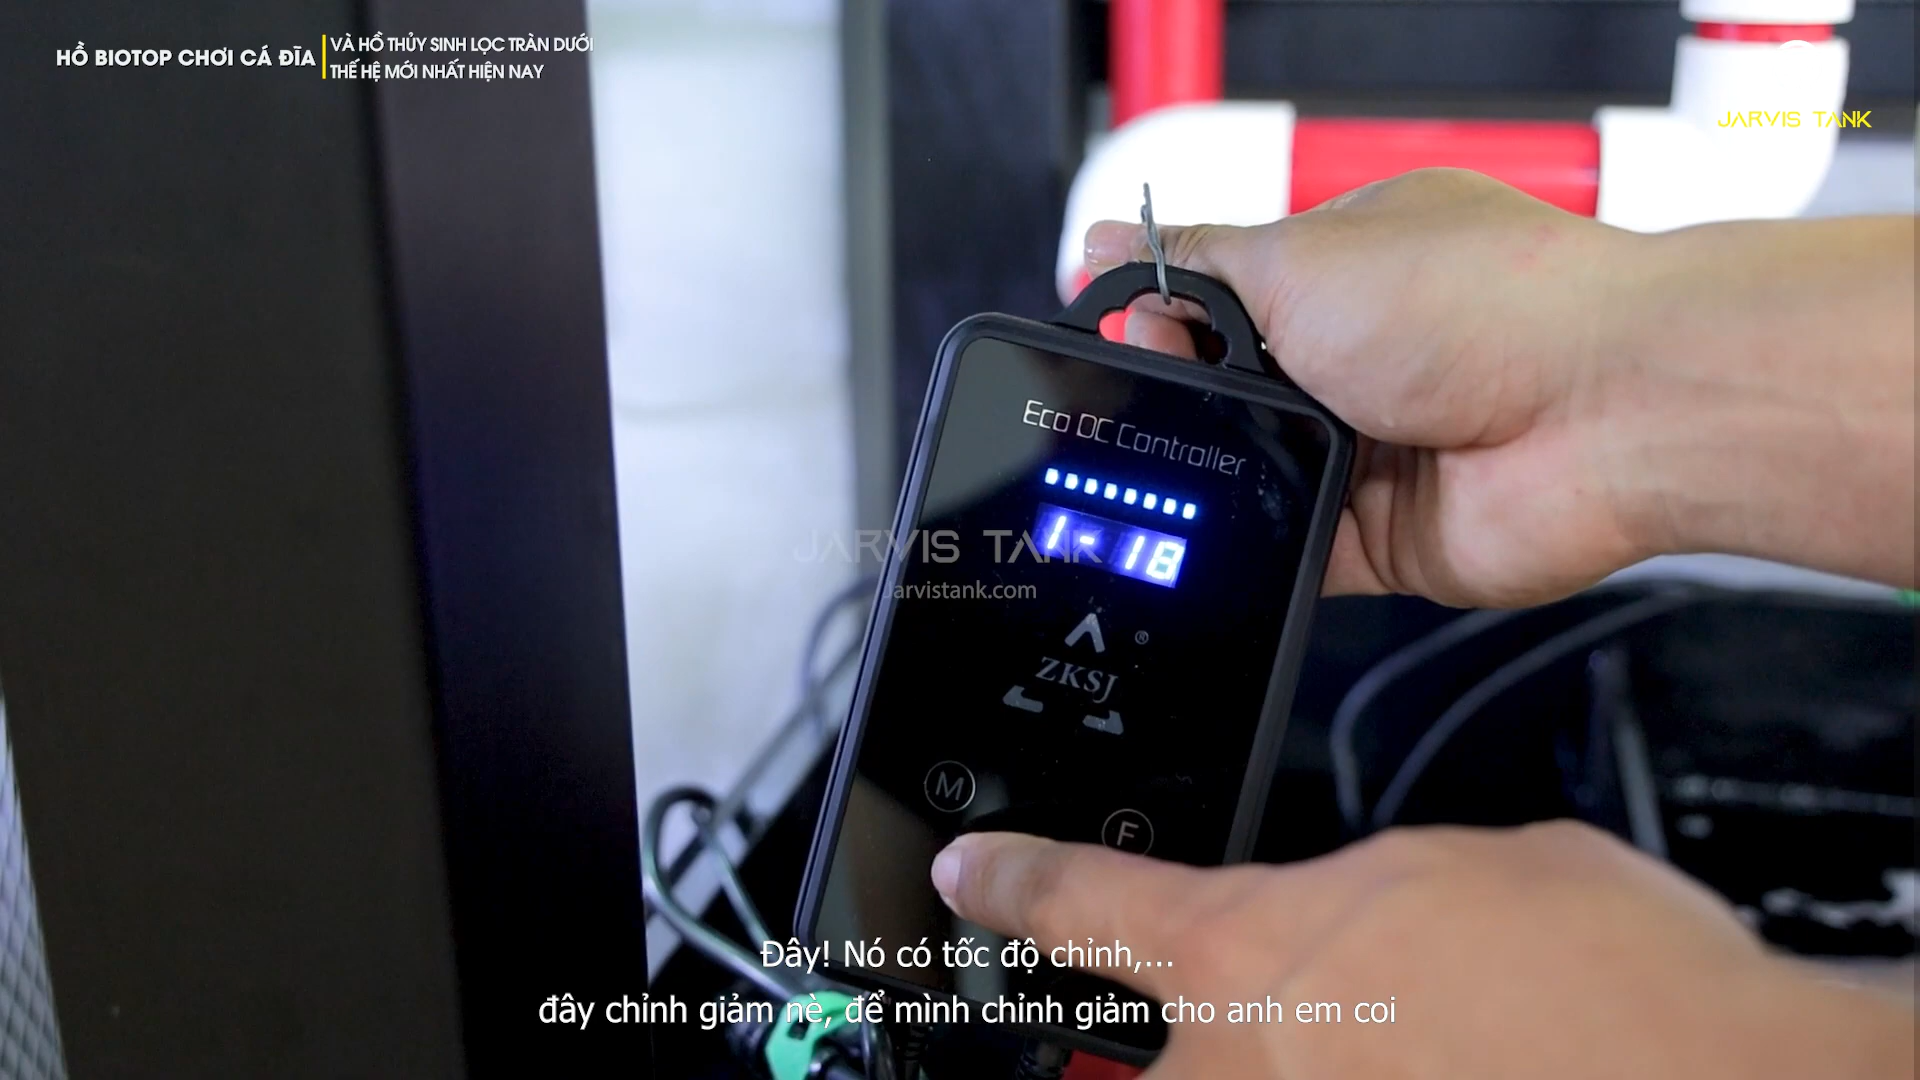 HỒ BIOTOP CHƠI CÁ ĐĨA
VÀ HỒ THỦY SINH LỌC TRÀN DƯỚI
THẾ HỆ MỚI NHẤT HIỆN NAY
JARVIS TANK
Eco DC Controller
1-18
JARVIS TANK
Jarvistank.com
®
ZKSJ
M
F
Đây! Nó có tốc độ chỉnh,...
đây chỉnh giảm nè, để mình chỉnh giảm cho anh em coi